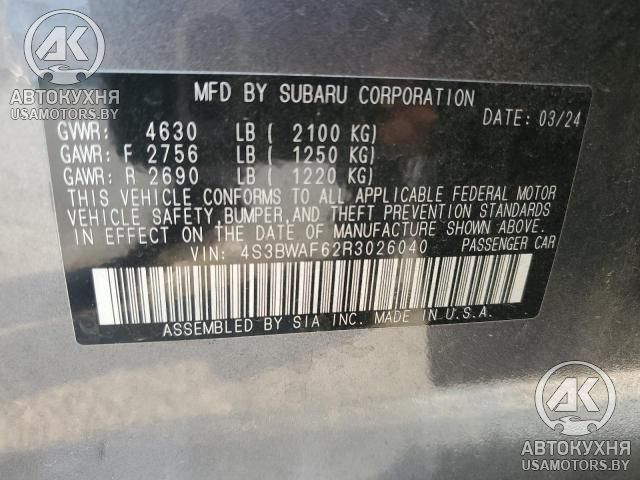 AK
АВТОКУХНЯ
USAMOTORS.BY
MFD BY SUBARU CORPORATION
DATE: 03/24
GVWR: 4630 LB ( 2100 KG)
GAWR: F 2756 LB ( 1250 KG)
GAWR: R 2690 LB ( 1220 KG)
THIS VEHICLE CONFORMS TO ALL APPLICABLE FEDERAL MOTOR
VEHICLE SAFETY, BUMPER, AND THEFT PREVENTION STANDARDS
IN EFFECT ON THE DATE OF MANUFACTURE SHOWN ABOVE.
VIN: 4S3BWAF62R3026040 PASSENGER CAR
ASSEMBLED BY SIA INC. MADE IN U.S.A.
AK
АВТОКУХНЯ
USAMOTORS.BY